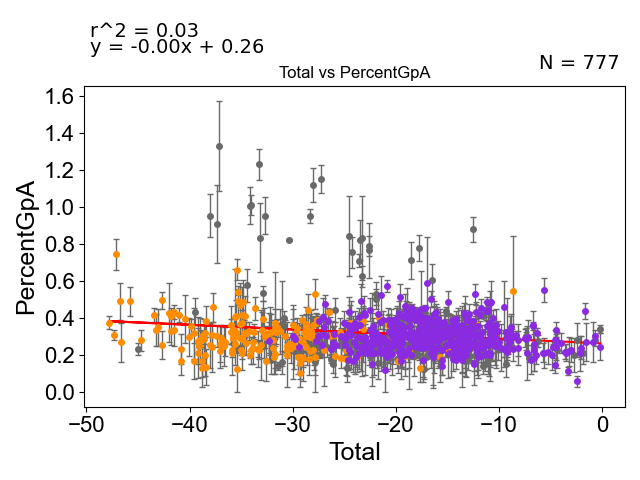 r^2 = 0.03
y = -0.00x + 0.26
N = 777
Total vs PercentGpA
PercentGpA
1.6
1.4
1.2
1.0
0.8
0.6
0.4
0.2
0.0
−50 −40 −30 −20 −10 0
Total